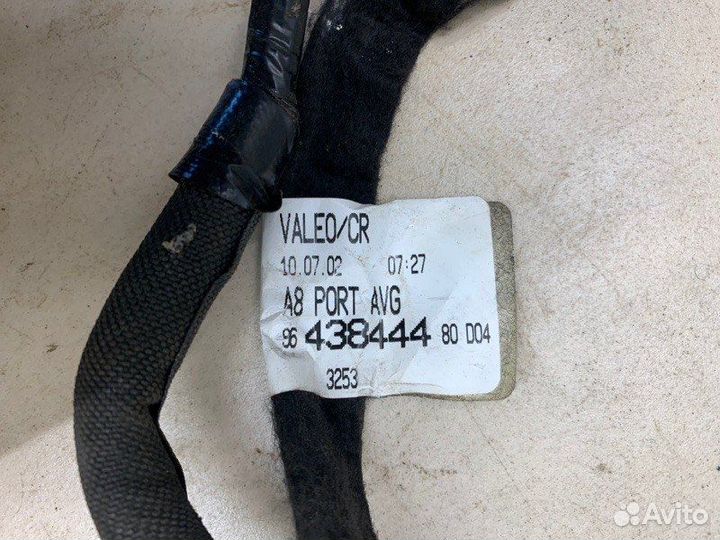 VALEO/CR
10.07.02 07:27
A8 PORT AVG
96 438444 80 D04
3253
Avito